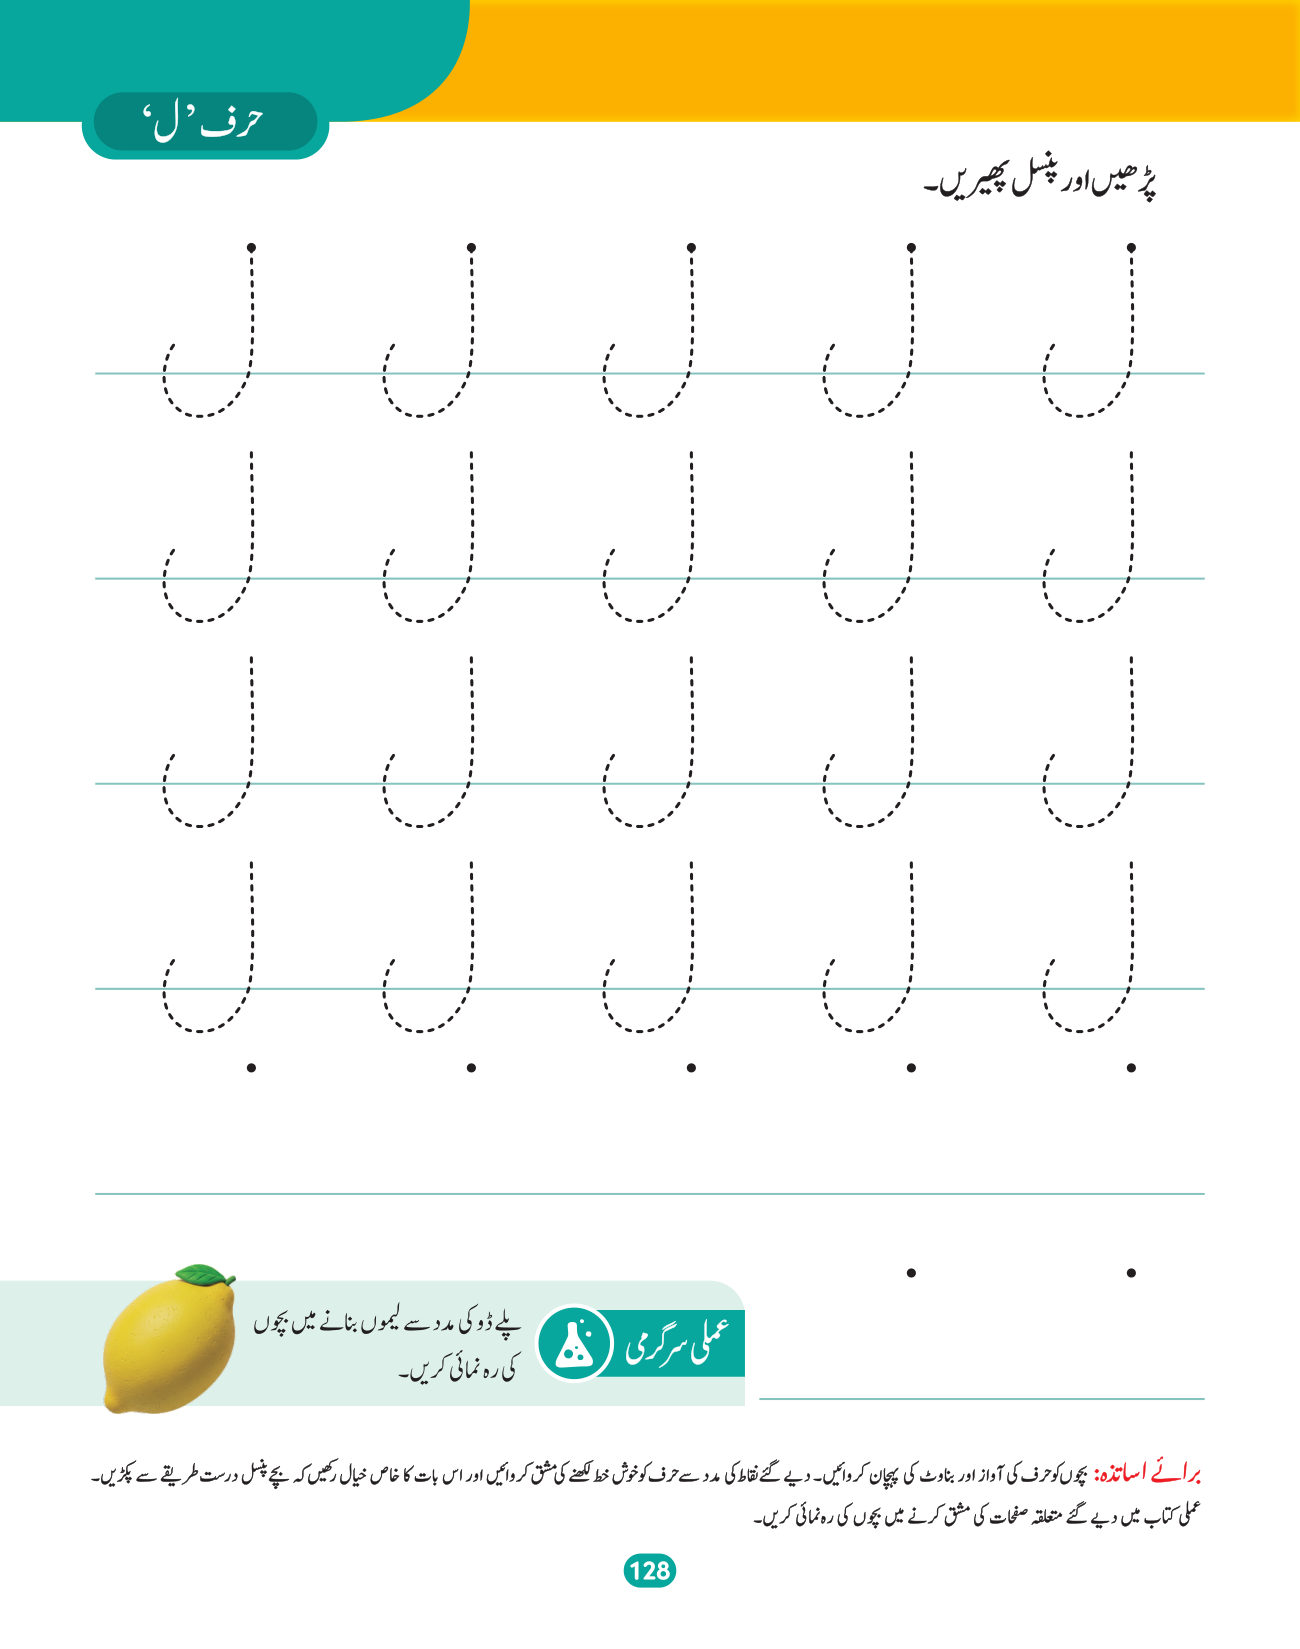 حرف ’ل‘
پڑھیں اور پنسل پھیریں۔
ل ل ل ل ل
ل ل ل ل ل
ل ل ل ل ل
ل ل ل ل ل
عملی سرگرمی
پلے ڈو کی مدد سے لیموں بنانے میں بچوں
کی رہ نمائی کریں۔
برائے اساتذہ: بچوں کو حرف کی آواز اور بناوٹ کی پہچان کروائیں۔ دیے گئے نقاط کی مدد سے حرف کو خوش خط لکھنے کی مشق کروائیں اور اس بات کا خاص خیال رکھیں کہ بچے پنسل درست طریقے سے پکڑیں۔
عملی کتاب میں دیے گئے متعلقہ صفحات کی مشق کرنے میں بچوں کی رہ نمائی کریں۔
128